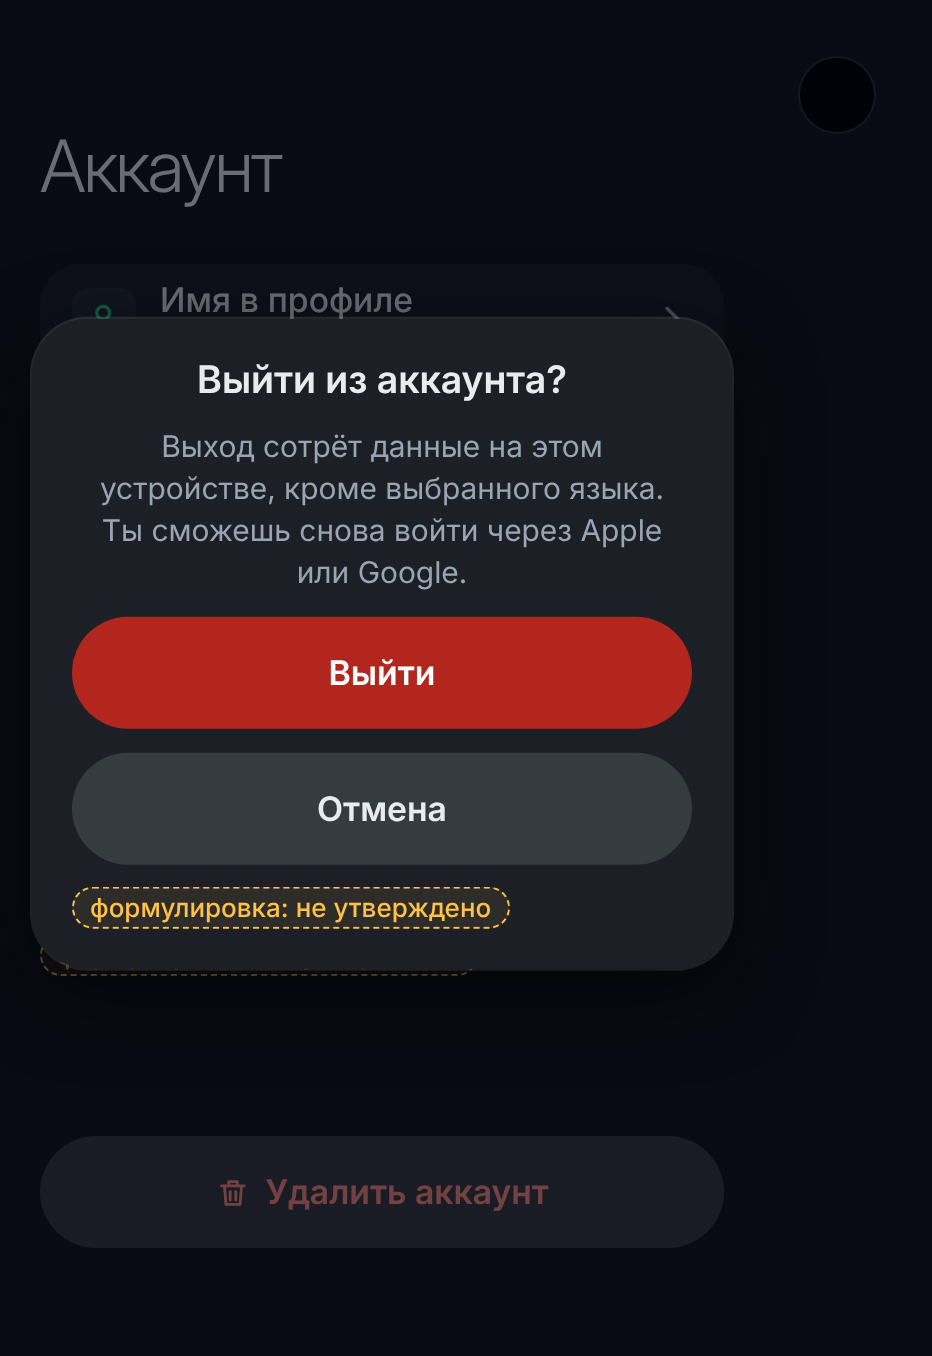 Аккаунт
Имя в профиле
Выйти из аккаунта?
Выход сотрёт данные на этом
устройстве, кроме выбранного языка.
Ты сможешь снова войти через Apple
или Google.
Выйти
Отмена
формулировка: не утверждено
Удалить аккаунт